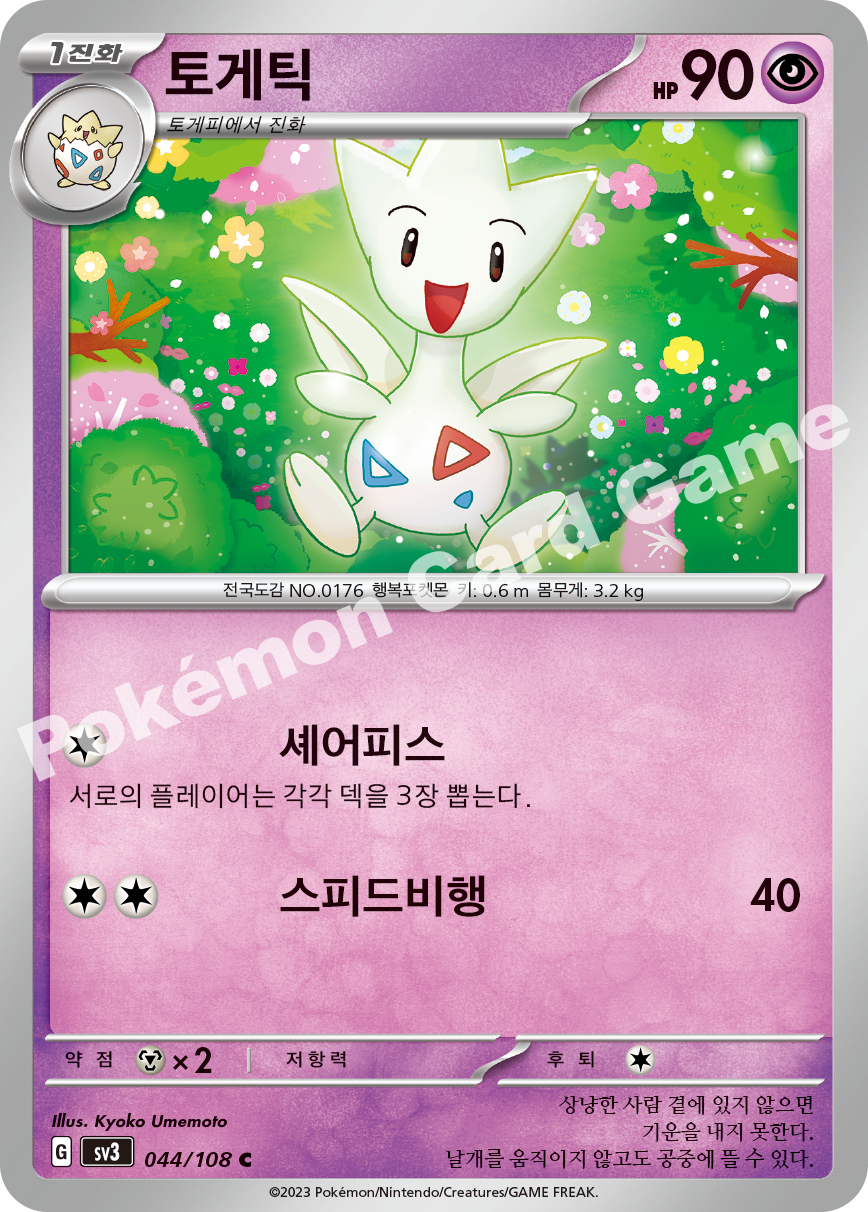 1진화
토게틱
HP 90
토게피에서 진화
전국도감 NO.0176 행복포켓몬 키: 0.6 m 몸무게: 3.2 kg
Pokémon Card Game
셰어피스
서로의 플레이어는 각각 덱을 3장 뽑는다.
스피드비행 40
약점 ×2 저항력 후퇴
Illus. Kyoko Umemoto
G sv3 044/108 C
상냥한 사람 곁에 있지 않으면
기운을 내지 못한다.
날개를 움직이지 않고도 공중에 뜰 수 있다.
©2023 Pokémon/Nintendo/Creatures/GAME FREAK.